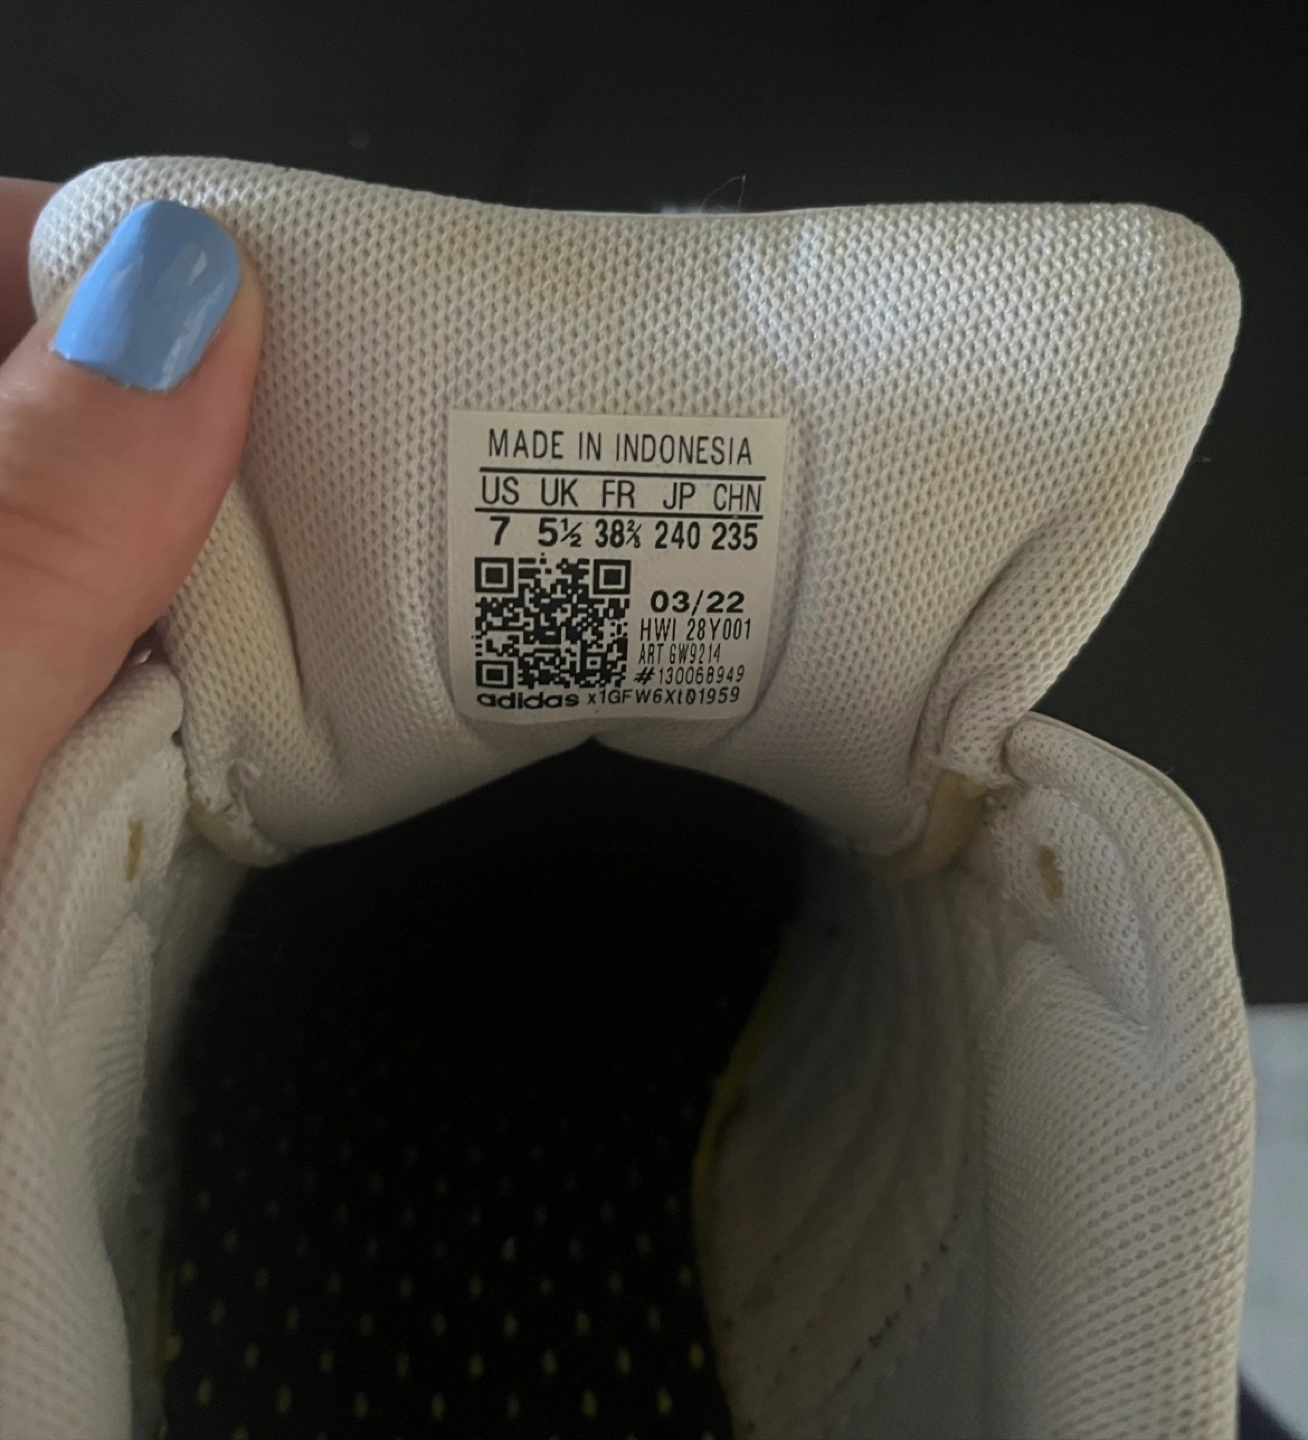 MADE IN INDONESIA
US UK FR JP CHN
7 5½ 38⅔ 240 235
03/22
HWI 28Y001
ART GW9214
#130068949
adidas x1GFW6Xt01959